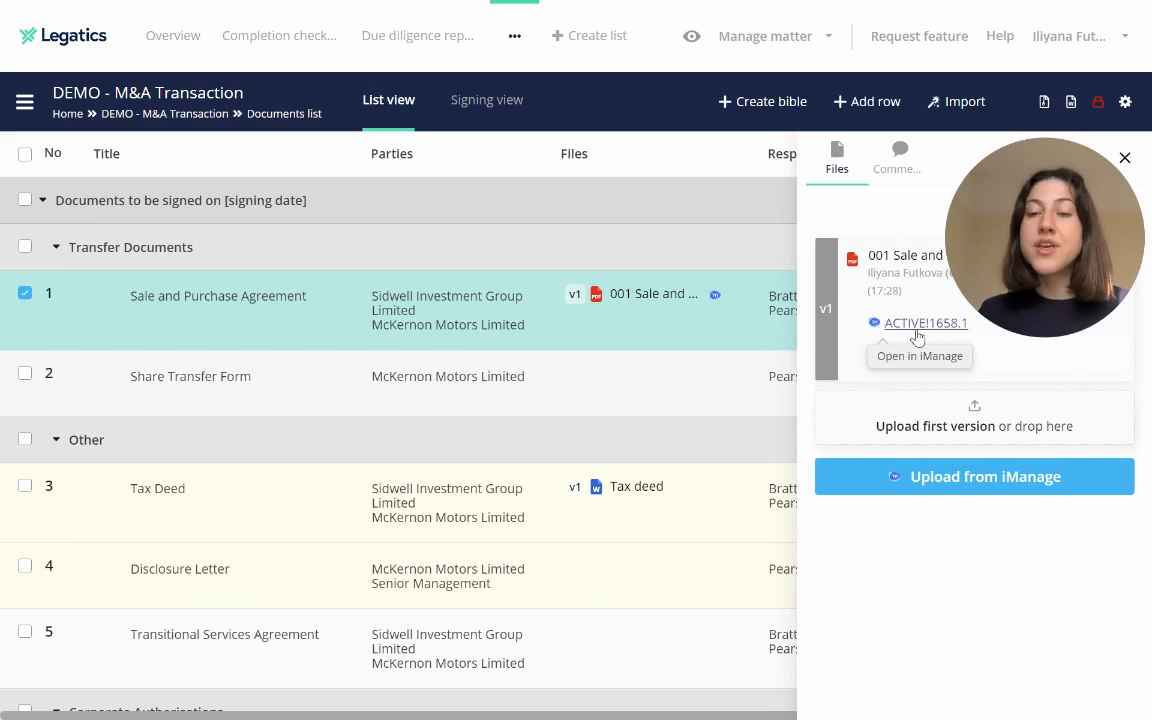 Legatics
Overview
Completion check...
Due diligence rep...
...
Create list
Manage matter
Request feature
Help
Iliyana Fut...
DEMO - M&A Transaction
Home » DEMO - M&A Transaction » Documents list
List view
Signing view
Create bible
Add row
Import
No
Title
Parties
Files
Resp
Documents to be signed on [signing date]
Transfer Documents
1
Sale and Purchase Agreement
Sidwell Investment Group
Limited
McKernon Motors Limited
v1
PDF
001 Sale and ...
Bratt
Pears
2
Share Transfer Form
McKernon Motors Limited
Pears
Other
3
Tax Deed
Sidwell Investment Group
Limited
McKernon Motors Limited
v1
W
Tax deed
Bratt
Pears
4
Disclosure Letter
McKernon Motors Limited
Senior Management
Pears
5
Transitional Services Agreement
Sidwell Investment Group
Limited
McKernon Motors Limited
Bratt
Pears
Corporate Authorisations
Files
Comme...
v1
PDF
001 Sale and
Iliyana Futkova (
(17:28)
ACTIVE!1658.1
Open in iManage
Upload first version or drop here
Upload from iManage